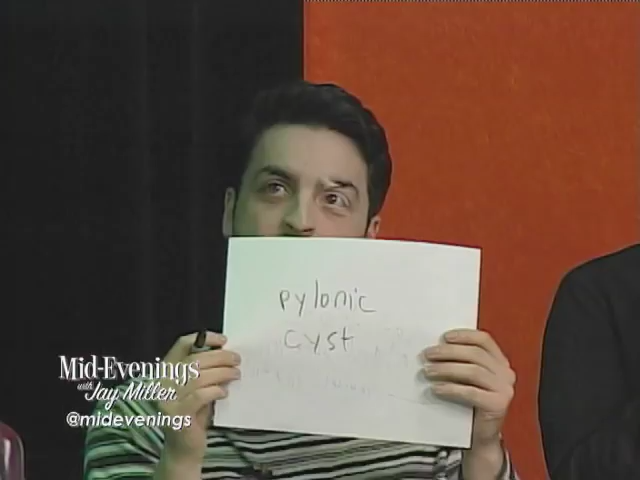 pylonic
cyst
Mid-Evenings
with
Jay Miller
@midevenings